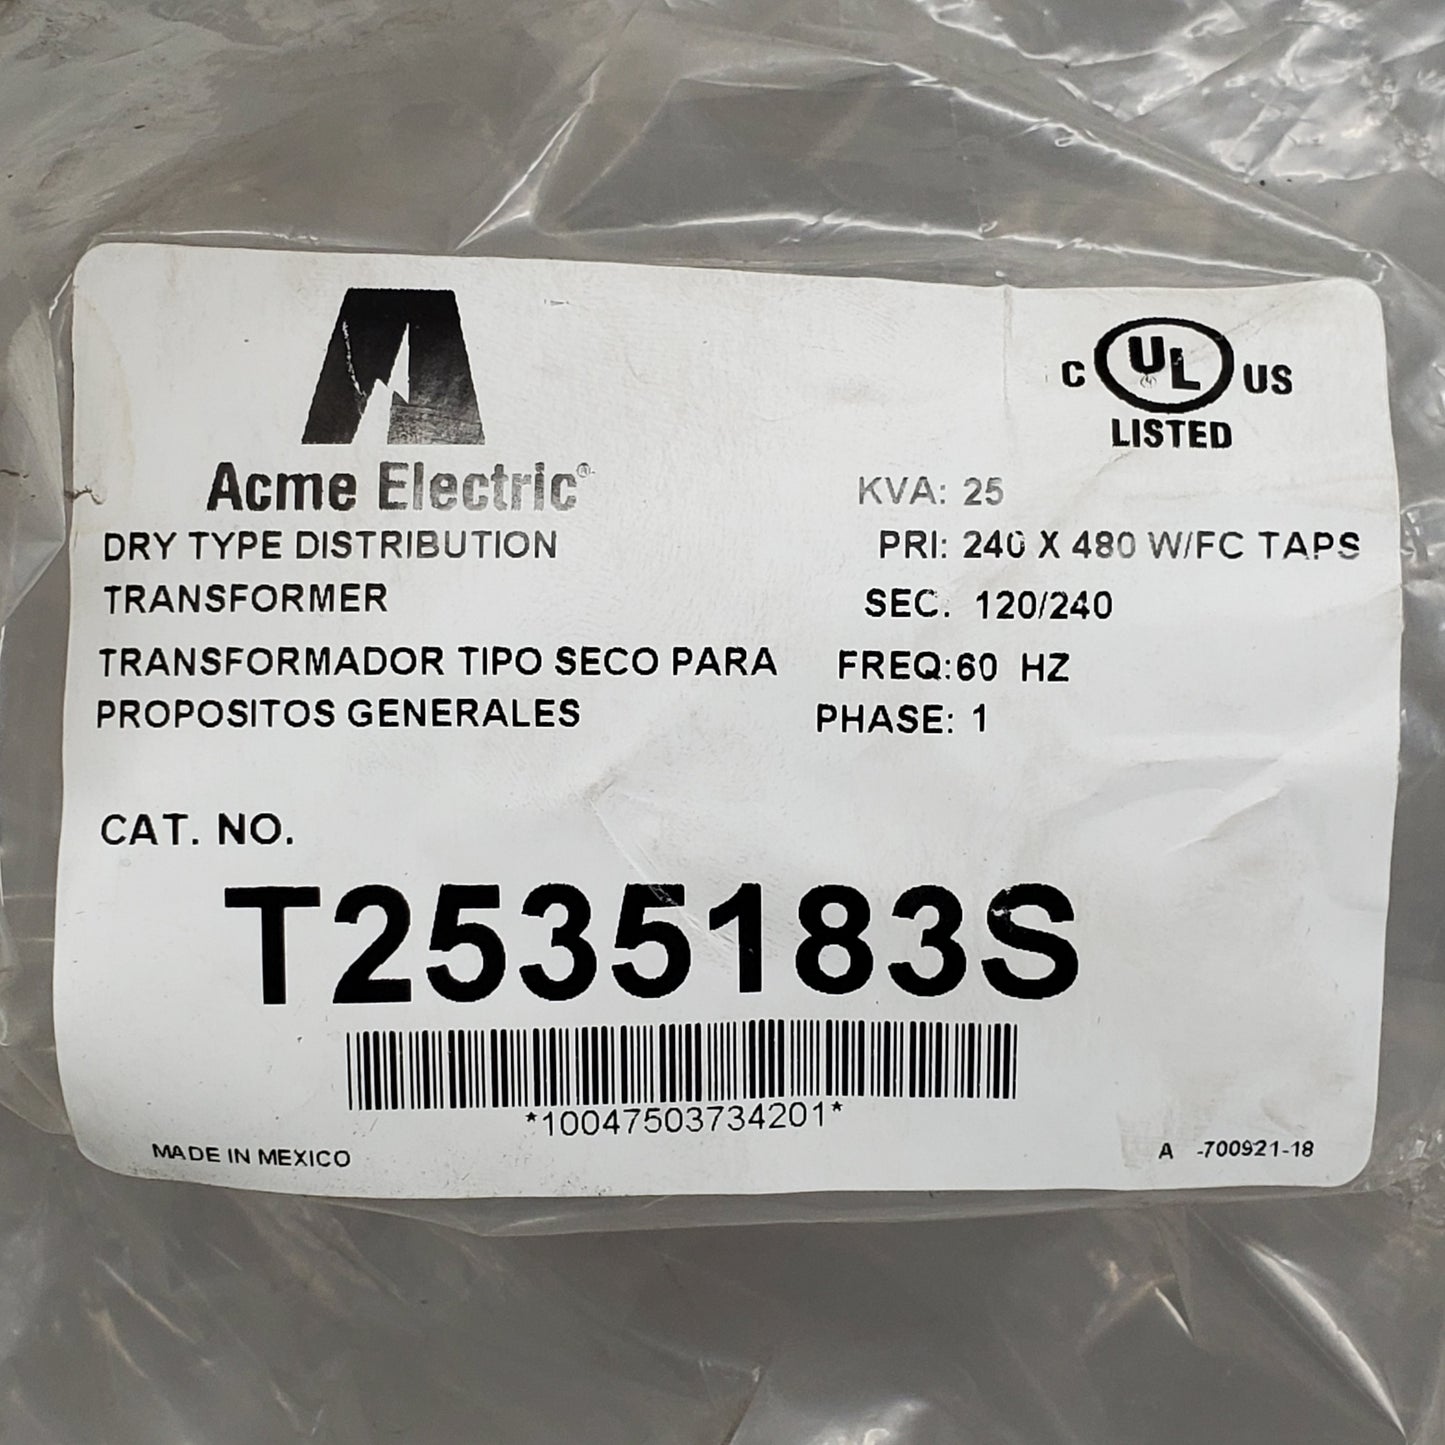 Acme Electric®
C UL US
LISTED
DRY TYPE DISTRIBUTION
TRANSFORMER
TRANSFORMADOR TIPO SECO PARA
PROPOSITOS GENERALES
KVA: 25
PRI: 240 X 480 W/FC TAPS
SEC. 120/240
FREQ:60 HZ
PHASE: 1
CAT. NO.
T2535183S
*10047503734201*
MADE IN MEXICO
A -700921-18